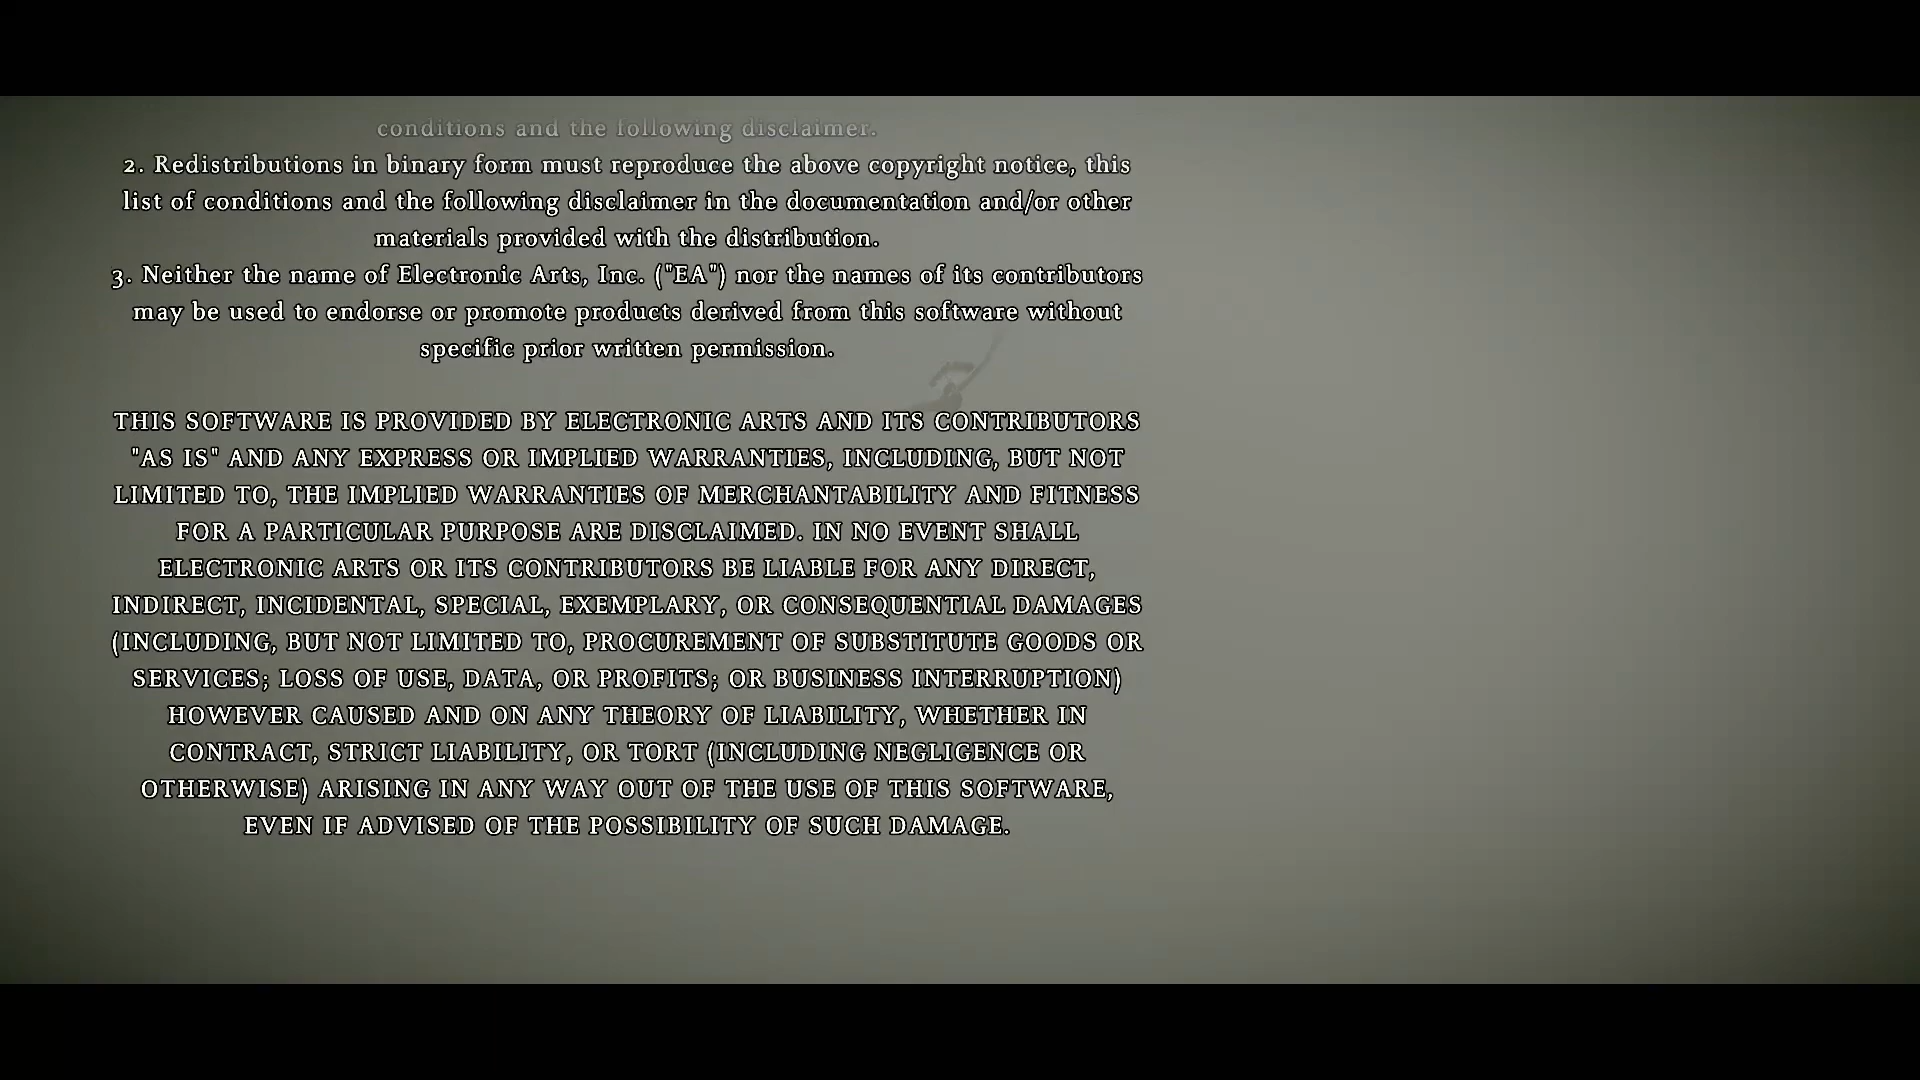 conditions and the following disclaimer.
2. Redistributions in binary form must reproduce the above copyright notice, this
list of conditions and the following disclaimer in the documentation and/or other
materials provided with the distribution.
3. Neither the name of Electronic Arts, Inc. ("EA") nor the names of its contributors
may be used to endorse or promote products derived from this software without
specific prior written permission.
THIS SOFTWARE IS PROVIDED BY ELECTRONIC ARTS AND ITS CONTRIBUTORS
"AS IS" AND ANY EXPRESS OR IMPLIED WARRANTIES, INCLUDING, BUT NOT
LIMITED TO, THE IMPLIED WARRANTIES OF MERCHANTABILITY AND FITNESS
FOR A PARTICULAR PURPOSE ARE DISCLAIMED. IN NO EVENT SHALL
ELECTRONIC ARTS OR ITS CONTRIBUTORS BE LIABLE FOR ANY DIRECT,
INDIRECT, INCIDENTAL, SPECIAL, EXEMPLARY, OR CONSEQUENTIAL DAMAGES
(INCLUDING, BUT NOT LIMITED TO, PROCUREMENT OF SUBSTITUTE GOODS OR
SERVICES; LOSS OF USE, DATA, OR PROFITS; OR BUSINESS INTERRUPTION)
HOWEVER CAUSED AND ON ANY THEORY OF LIABILITY, WHETHER IN
CONTRACT, STRICT LIABILITY, OR TORT (INCLUDING NEGLIGENCE OR
OTHERWISE) ARISING IN ANY WAY OUT OF THE USE OF THIS SOFTWARE,
EVEN IF ADVISED OF THE POSSIBILITY OF SUCH DAMAGE.